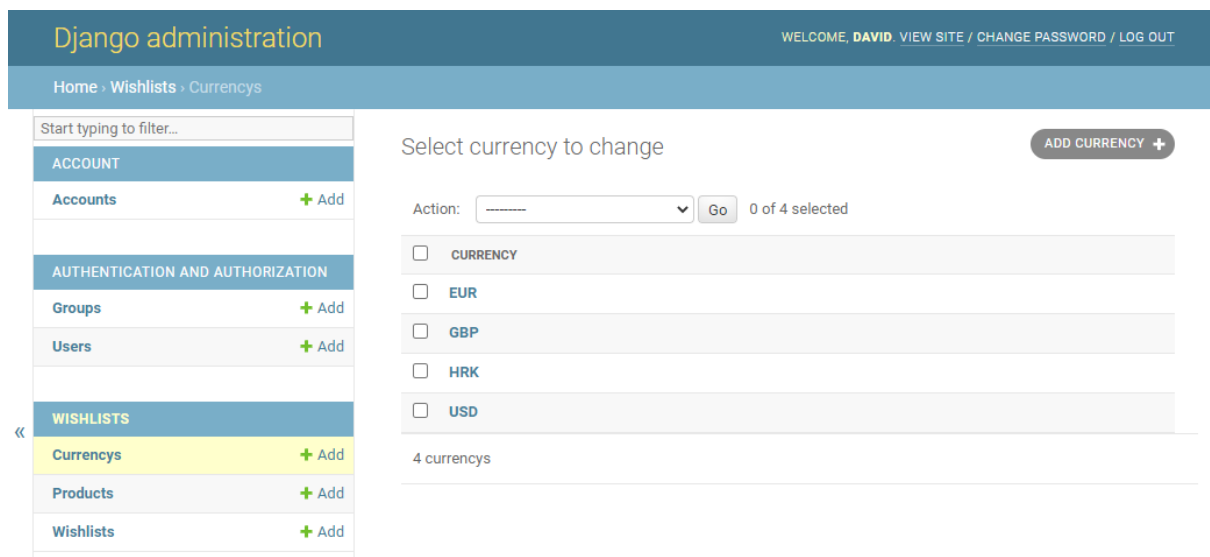 Django administration
WELCOME, DAVID. VIEW SITE / CHANGE PASSWORD / LOG OUT
Home › Wishlists › Currencys
Start typing to filter...
ACCOUNT
Accounts + Add
AUTHENTICATION AND AUTHORIZATION
Groups + Add
Users + Add
WISHLISTS
«
Currencys + Add
Products + Add
Wishlists + Add
Select currency to change
ADD CURRENCY +
Action: --------- Go 0 of 4 selected
CURRENCY
EUR
GBP
HRK
USD
4 currencys